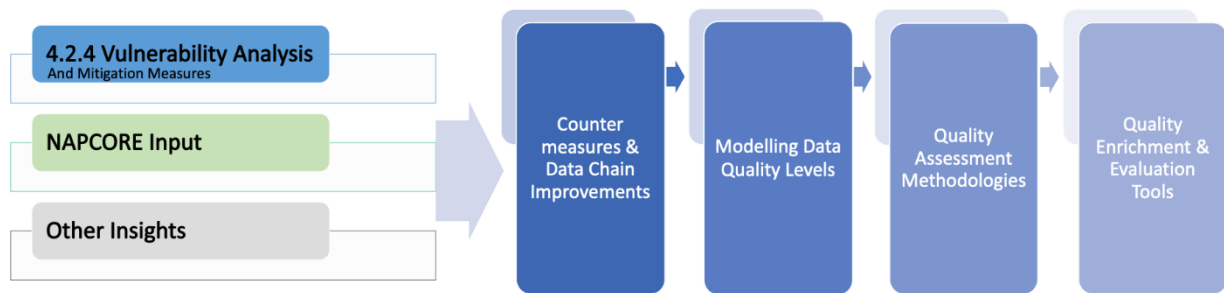 4.2.4 Vulnerability Analysis
And Mitigation Measures
NAPCORE Input
Other Insights
Counter
measures &
Data Chain
Improvements
Modelling Data
Quality Levels
Quality
Assessment
Methodologies
Quality
Enrichment &
Evaluation
Tools